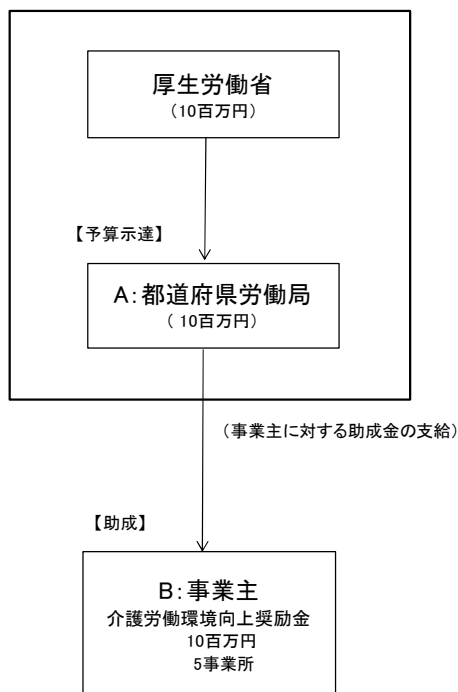 厚生労働省
（10百万円）
【予算示達】
A：都道府県労働局
（ 10百万円）
（事業主に対する助成金の支給）
【助成】
B：事業主
介護労働環境向上奨励金
10百万円
5事業所